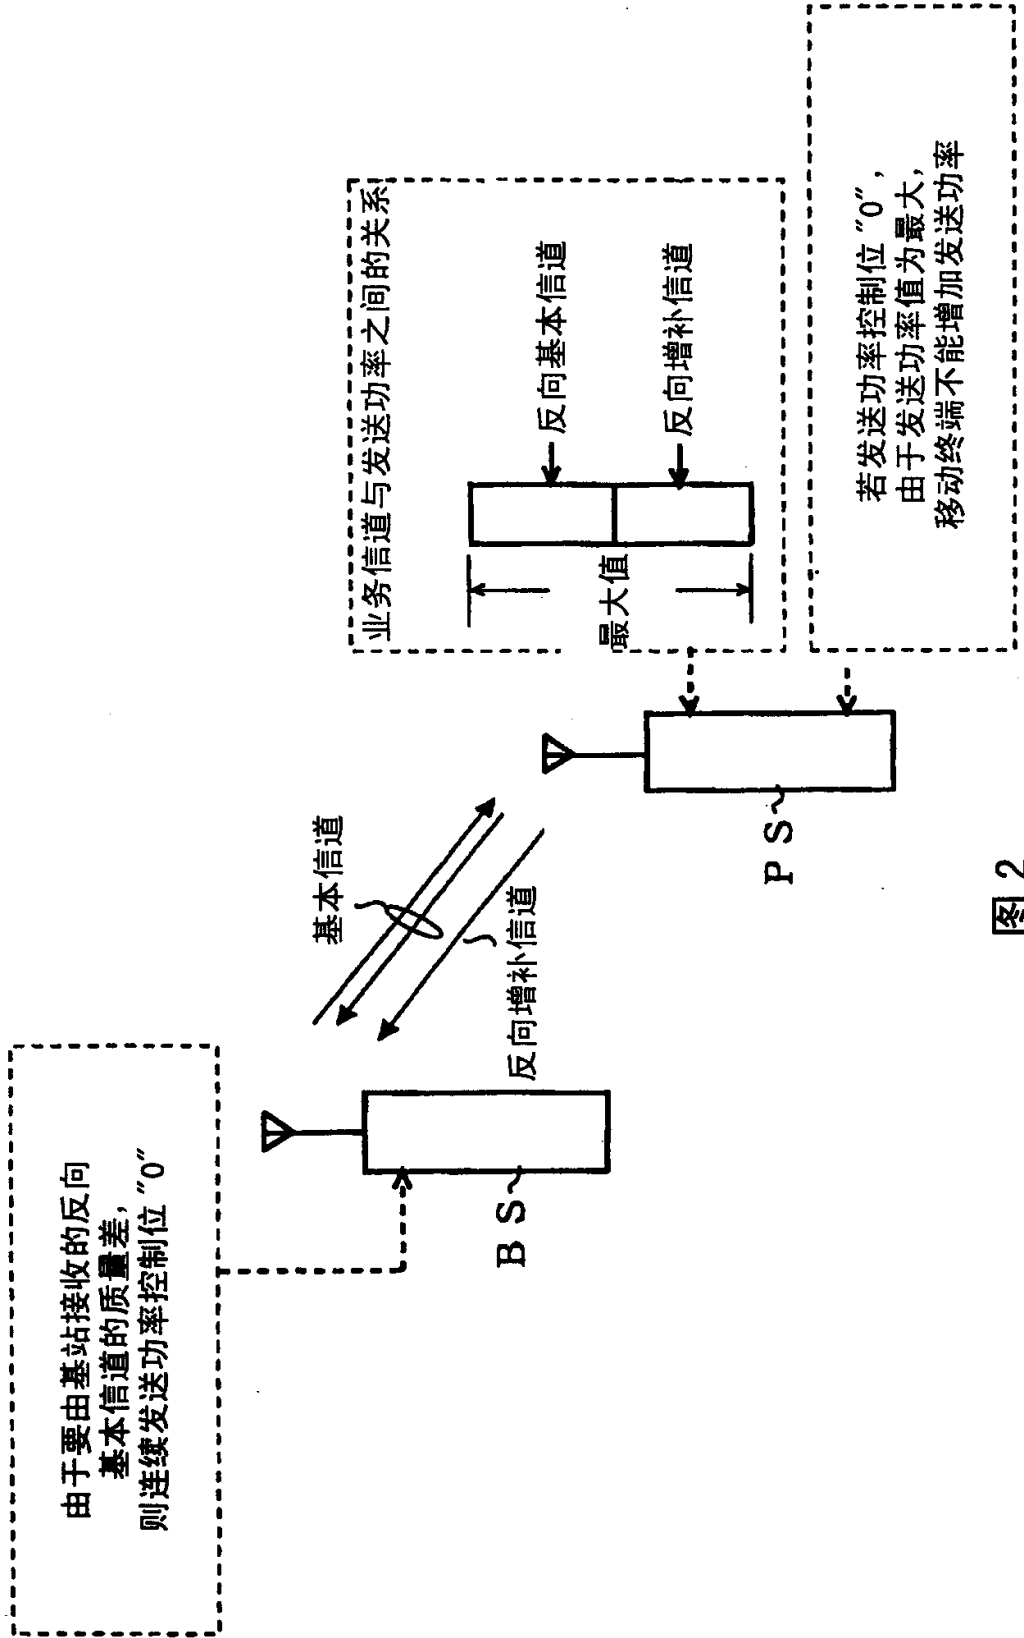 由于要由基站接收的反向
基本信道的质量差，
则连续发送功率控制位"0"
B S
基本信道
反向增补信道
P S
业务信道与发送功率之间的关系
最大值
反向基本信道
反向增补信道
若发送功率控制位"0"，
由于发送功率值为最大，
移动终端不能增加发送功率
图 2